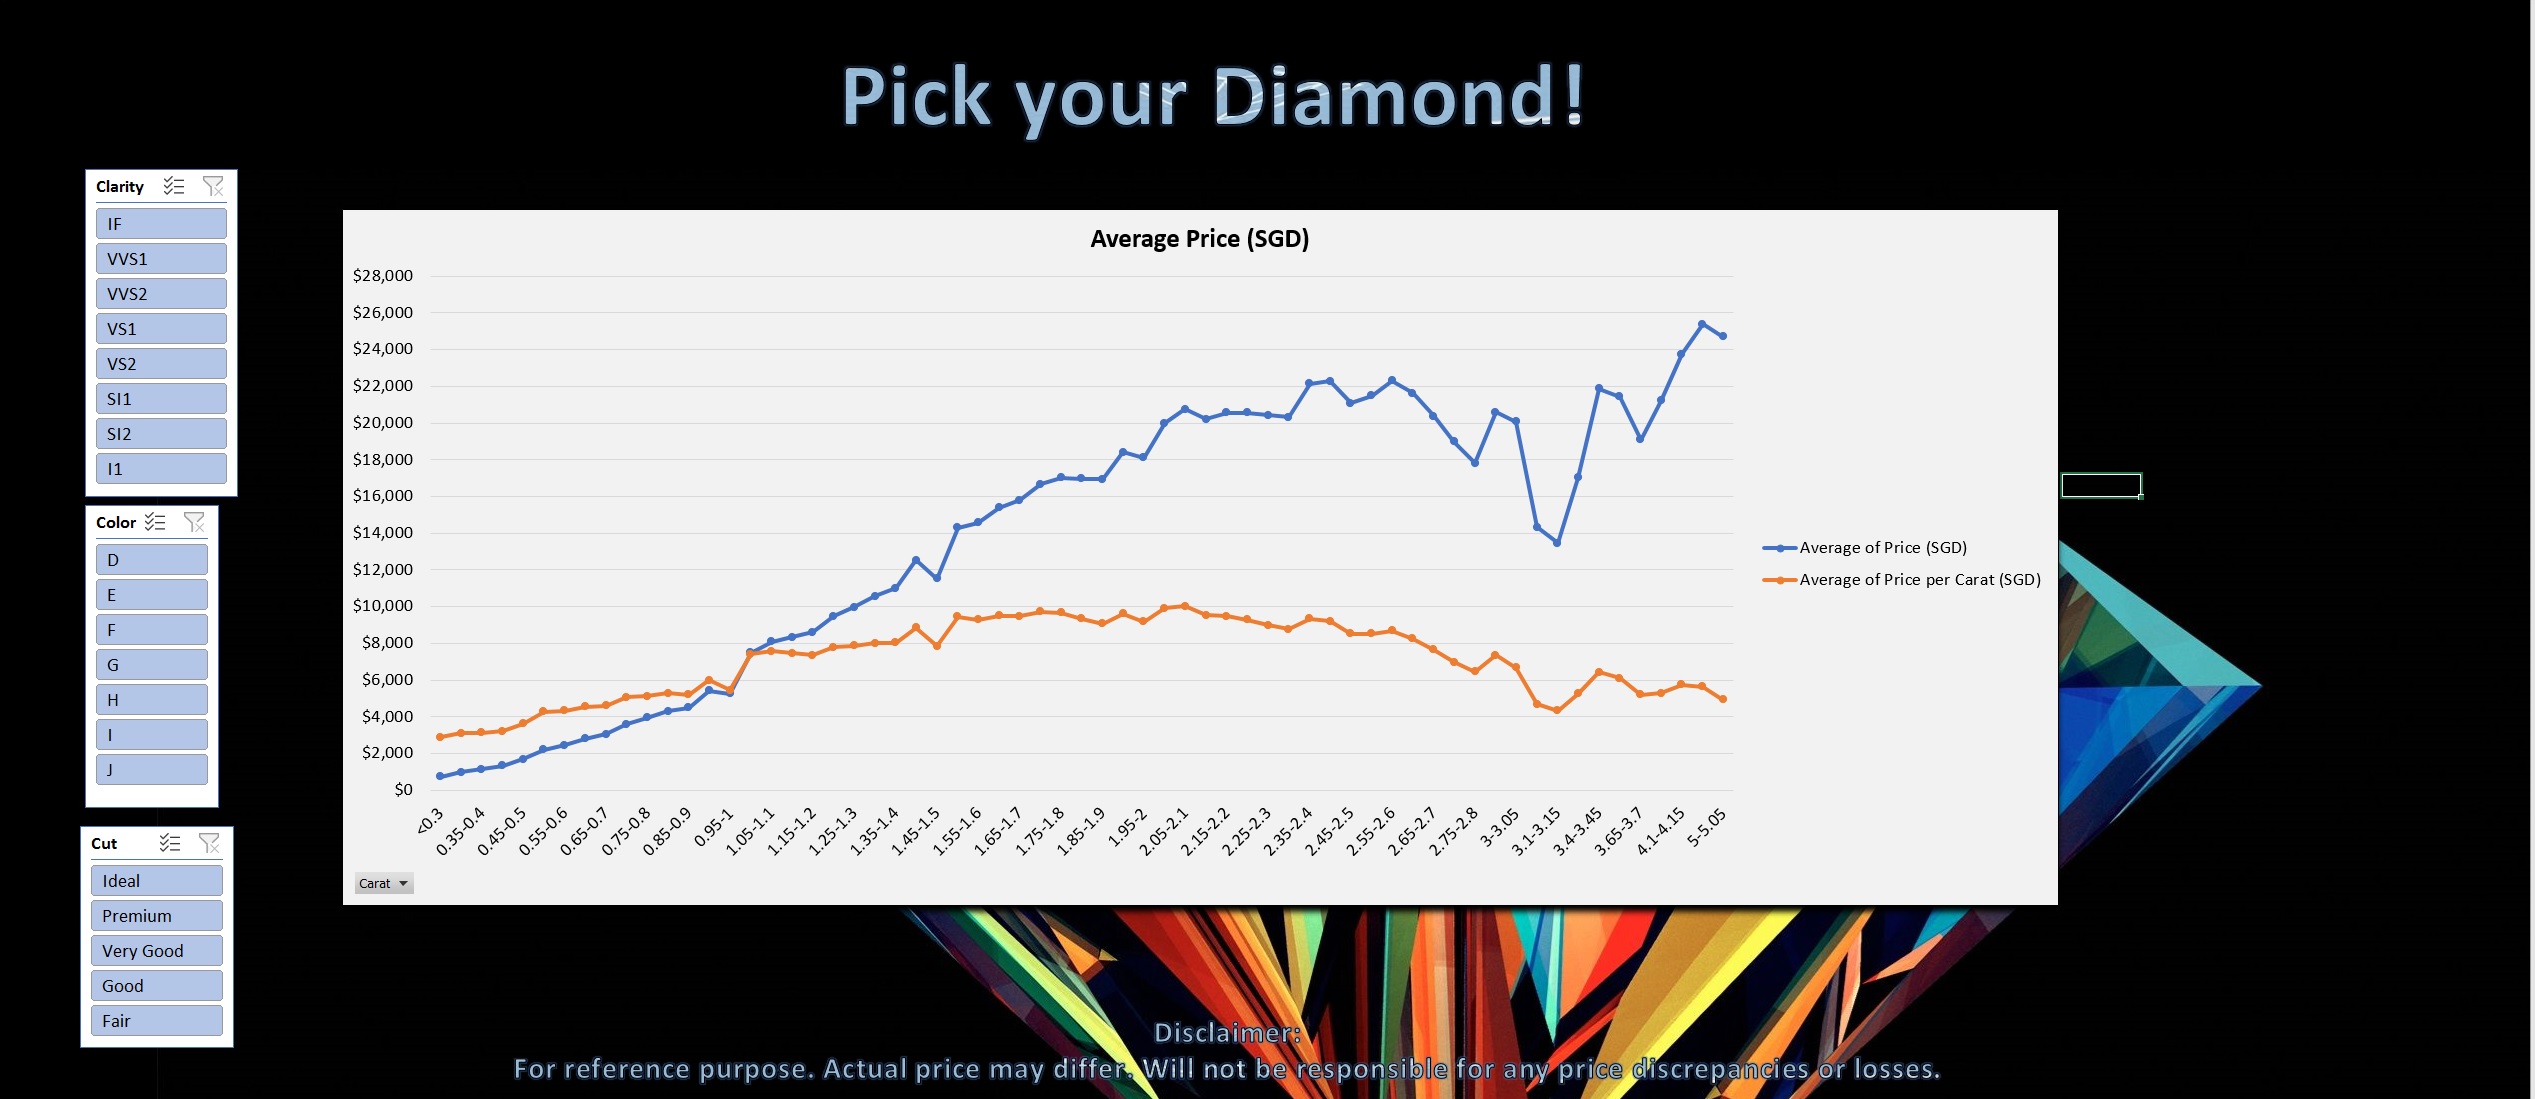 Pick your Diamond!
Clarity
IF
VVS1
VVS2
VS1
VS2
SI1
SI2
I1
Color
D
E
F
G
H
I
J
Cut
Ideal
Premium
Very Good
Good
Fair
Average Price (SGD)
$28,000
$26,000
$24,000
$22,000
$20,000
$18,000
$16,000
$14,000
$12,000
$10,000
$8,000
$6,000
$4,000
$2,000
$0
<0.3
0.35-0.4
0.45-0.5
0.55-0.6
0.65-0.7
0.75-0.8
0.85-0.9
0.95-1
1.05-1.1
1.15-1.2
1.25-1.3
1.35-1.4
1.45-1.5
1.55-1.6
1.65-1.7
1.75-1.8
1.85-1.9
1.95-2
2.05-2.1
2.15-2.2
2.25-2.3
2.35-2.4
2.45-2.5
2.55-2.6
2.65-2.7
2.75-2.8
3-3.05
3.1-3.15
3.4-3.45
3.65-3.7
4.1-4.15
5-5.05
Average of Price (SGD)
Average of Price per Carat (SGD)
Carat
Disclaimer:
For reference purpose. Actual price may differ. Will not be responsible for any price discrepancies or losses.